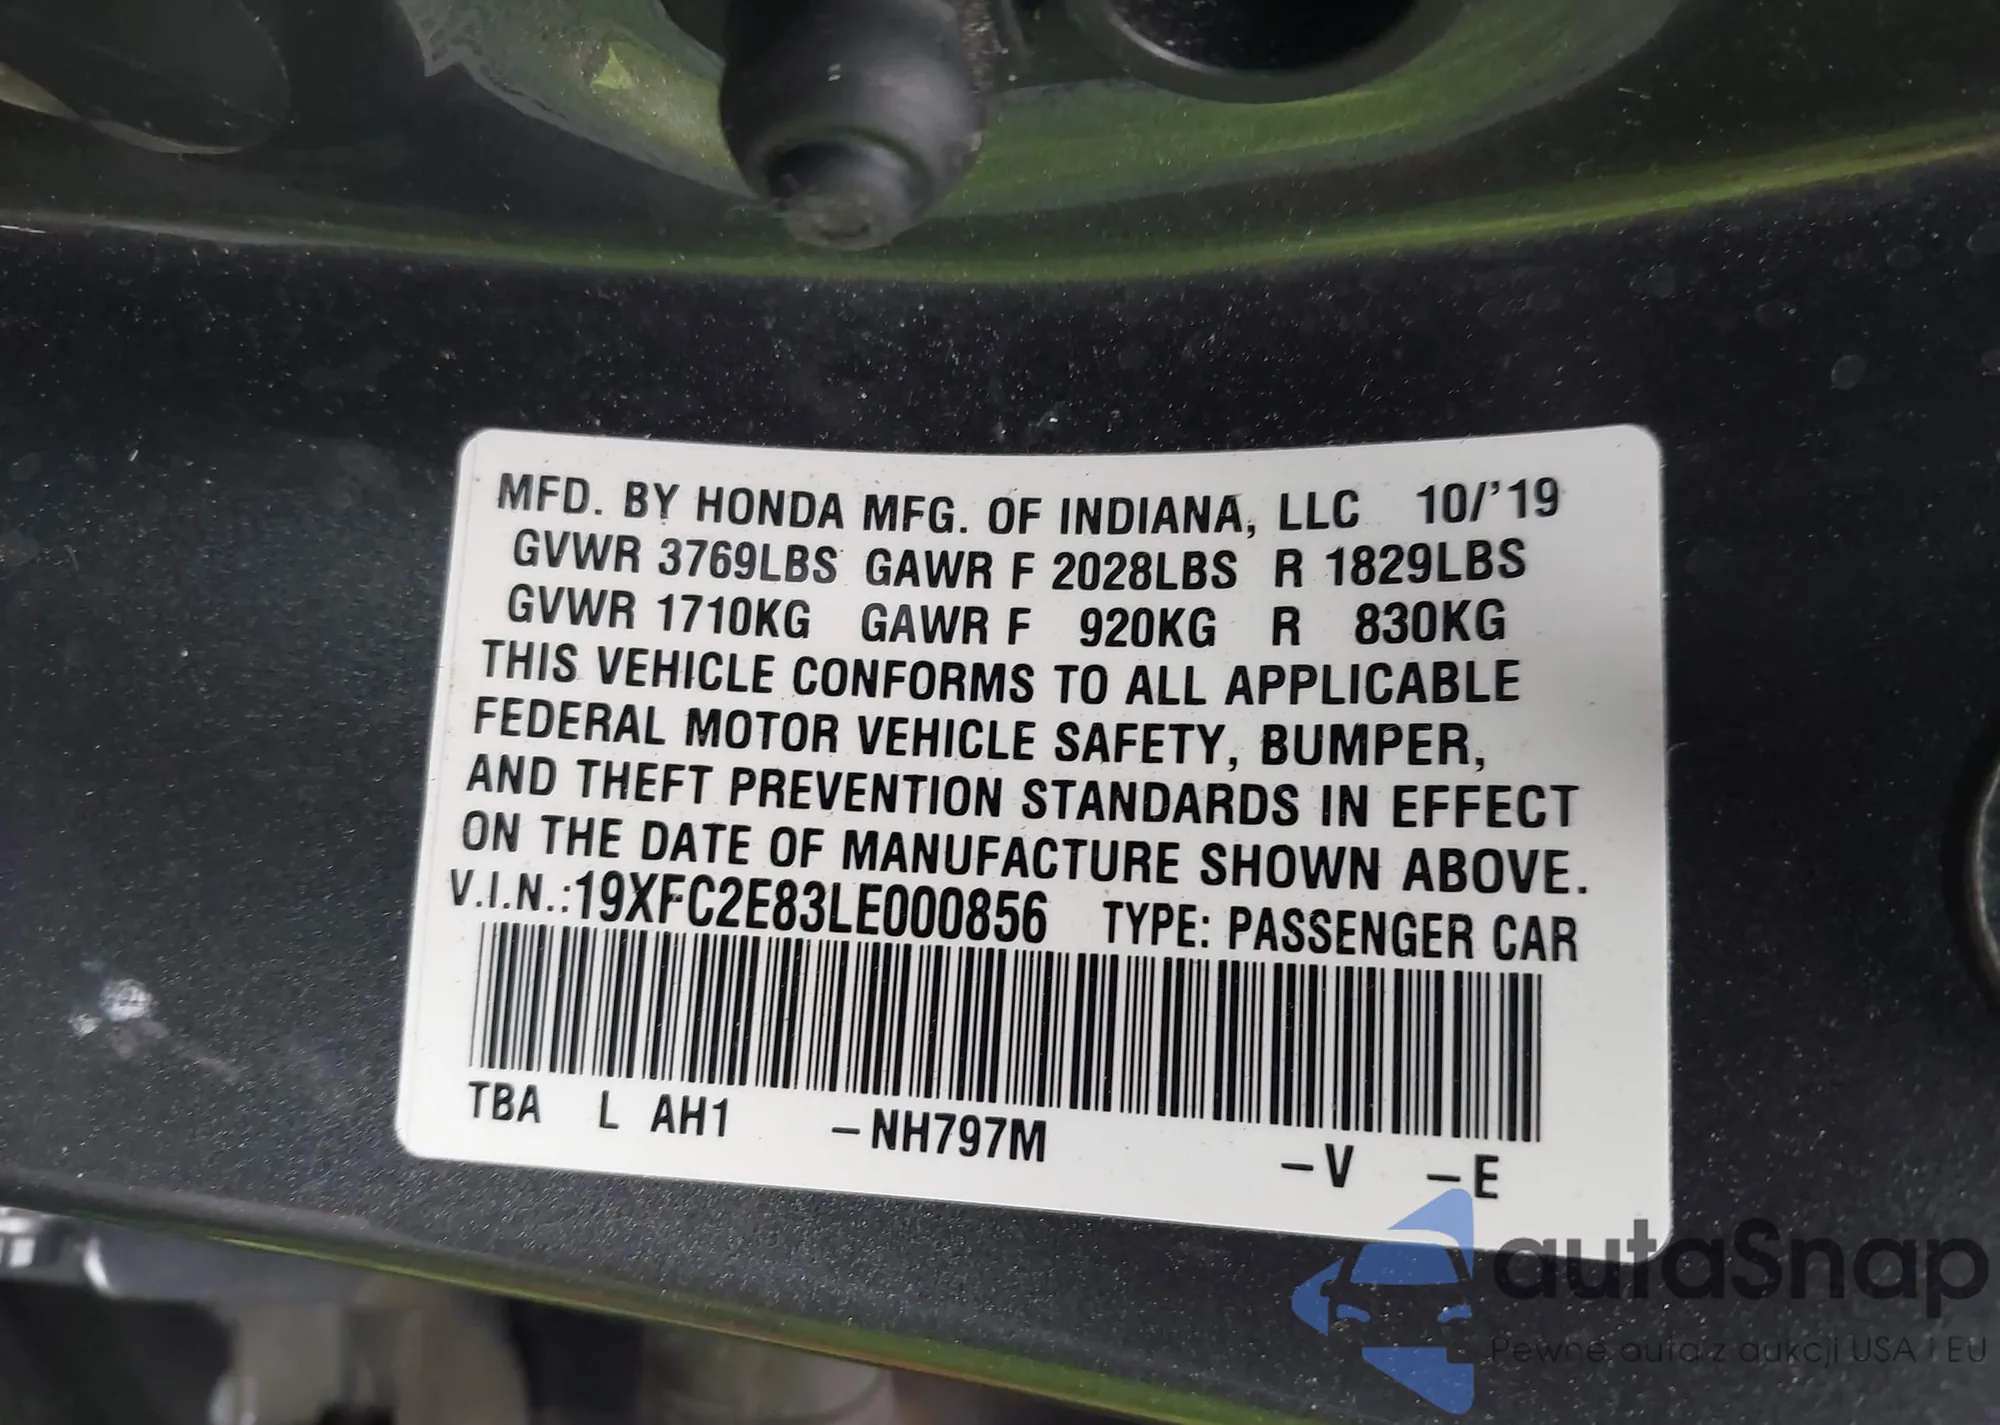 MFD. BY HONDA MFG. OF INDIANA, LLC 10/'19
GVWR 3769LBS GAWR F 2028LBS R 1829LBS
GVWR 1710KG GAWR F 920KG R 830KG
THIS VEHICLE CONFORMS TO ALL APPLICABLE
FEDERAL MOTOR VEHICLE SAFETY, BUMPER,
AND THEFT PREVENTION STANDARDS IN EFFECT
ON THE DATE OF MANUFACTURE SHOWN ABOVE.
V.I.N.:19XFC2E83LE000856 TYPE: PASSENGER CAR
TBA L AH1 –NH797M –V –E
autaSnap
Pewne auta z aukcji USA i EU